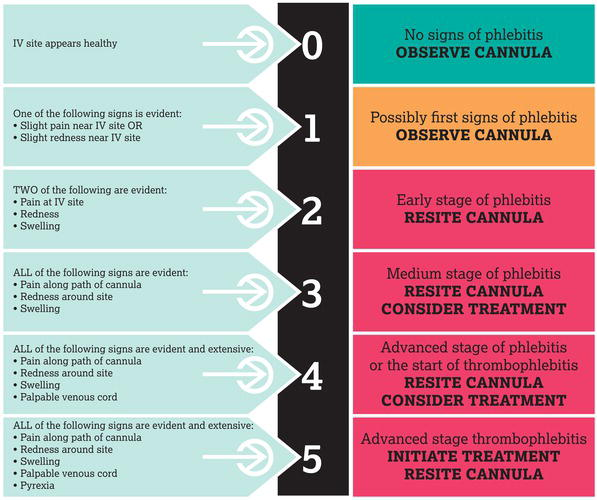 IV site appears healthy
0
No signs of phlebitis
OBSERVE CANNULA
One of the following signs is evident:
• Slight pain near IV site OR
• Slight redness near IV site
1
Possibly first signs of phlebitis
OBSERVE CANNULA
TWO of the following are evident:
• Pain at IV site
• Redness
• Swelling
2
Early stage of phlebitis
RESITE CANNULA
ALL of the following signs are evident:
• Pain along path of cannula
• Redness around site
• Swelling
3
Medium stage of phlebitis
RESITE CANNULA
CONSIDER TREATMENT
ALL of the following signs are evident and extensive:
• Pain along path of cannula
• Redness around site
• Swelling
• Palpable venous cord
4
Advanced stage of phlebitis
or the start of thrombophlebitis
RESITE CANNULA
CONSIDER TREATMENT
ALL of the following signs are evident and extensive:
• Pain along path of cannula
• Redness around site
• Swelling
• Palpable venous cord
• Pyrexia
5
Advanced stage thrombophlebitis
INITIATE TREATMENT
RESITE CANNULA